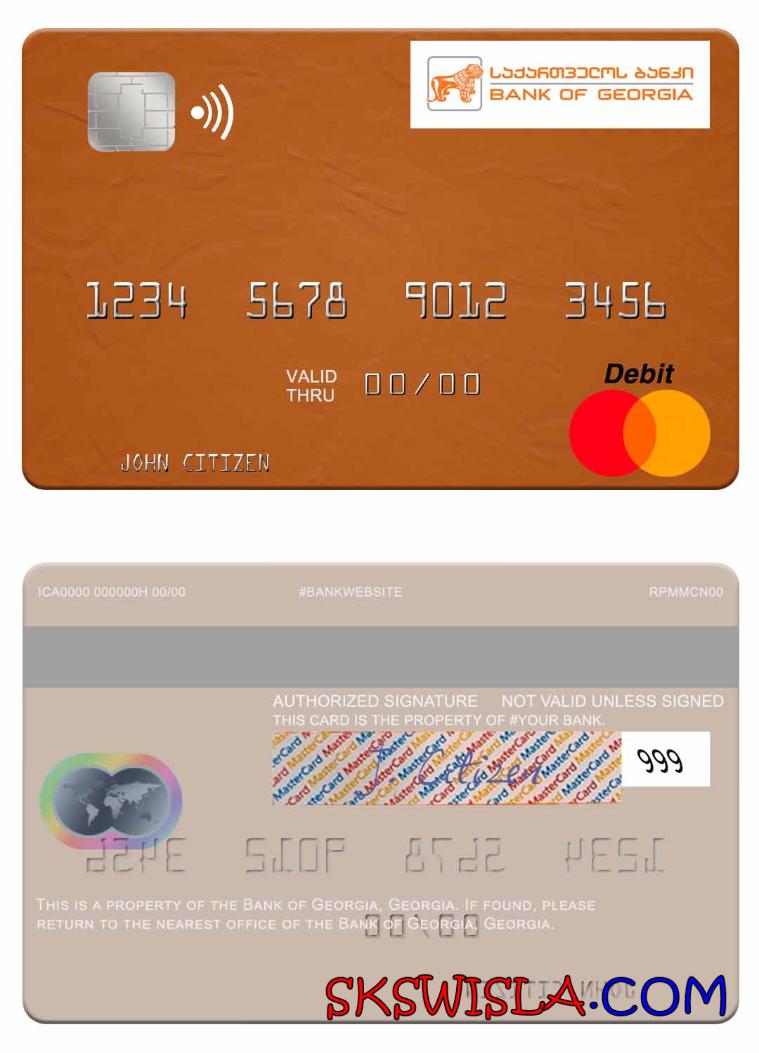 საქართველოს ბანკი
BANK OF GEORGIA
1234 5678 9012 3456
VALID THRU 00/00
Debit
JOHN CITIZEN
ICA0000 000000H 00/00 #BANKWEBSITE RPMMCN00
AUTHORIZED SIGNATURE NOT VALID UNLESS SIGNED
THIS CARD IS THE PROPERTY OF #YOUR BANK.
J Citizen
999
THIS IS A PROPERTY OF THE BANK OF GEORGIA, GEORGIA. IF FOUND, PLEASE
RETURN TO THE NEAREST OFFICE OF THE BANK OF GEORGIA, GEORGIA.
SKSWISLA.COM